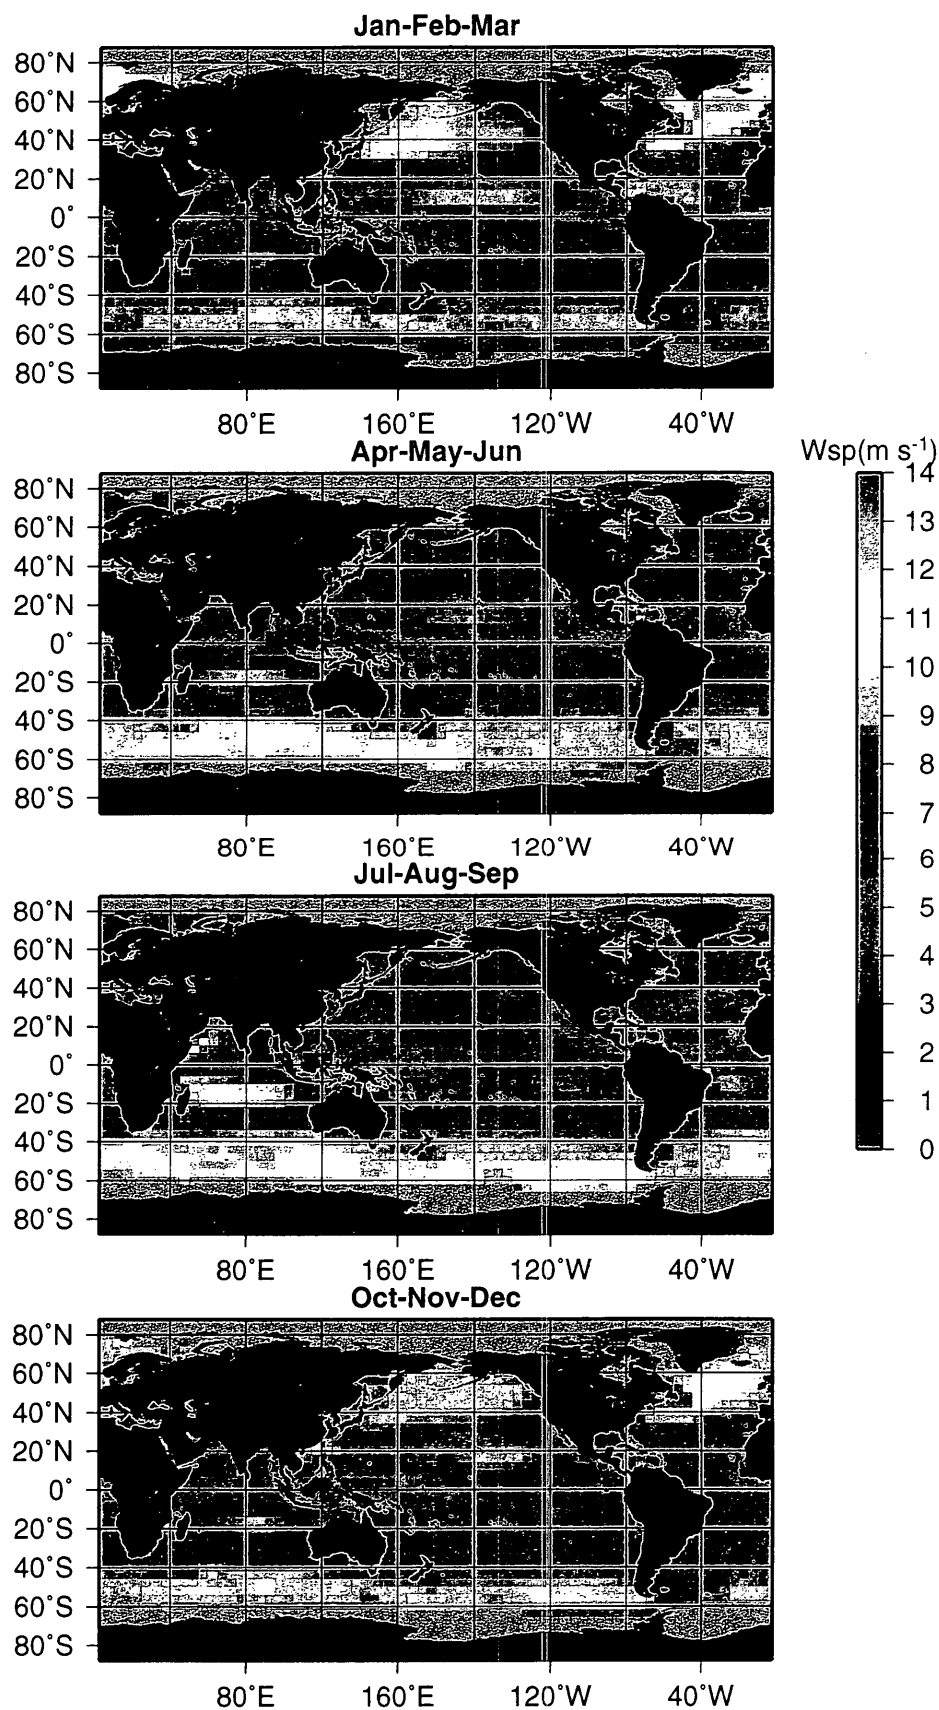 Jan-Feb-Mar
80˚N
60˚N
40˚N
20˚N
0˚
20˚S
40˚S
60˚S
80˚S
80˚E 160˚E 120˚W 40˚W
Apr-May-Jun
80˚N
60˚N
40˚N
20˚N
0˚
20˚S
40˚S
60˚S
80˚S
80˚E 160˚E 120˚W 40˚W
Jul-Aug-Sep
80˚N
60˚N
40˚N
20˚N
0˚
20˚S
40˚S
60˚S
80˚S
80˚E 160˚E 120˚W 40˚W
Oct-Nov-Dec
80˚N
60˚N
40˚N
20˚N
0˚
20˚S
40˚S
60˚S
80˚S
80˚E 160˚E 120˚W 40˚W
Wsp(m s⁻¹)
14
13
12
11
10
9
8
7
6
5
4
3
2
1
0